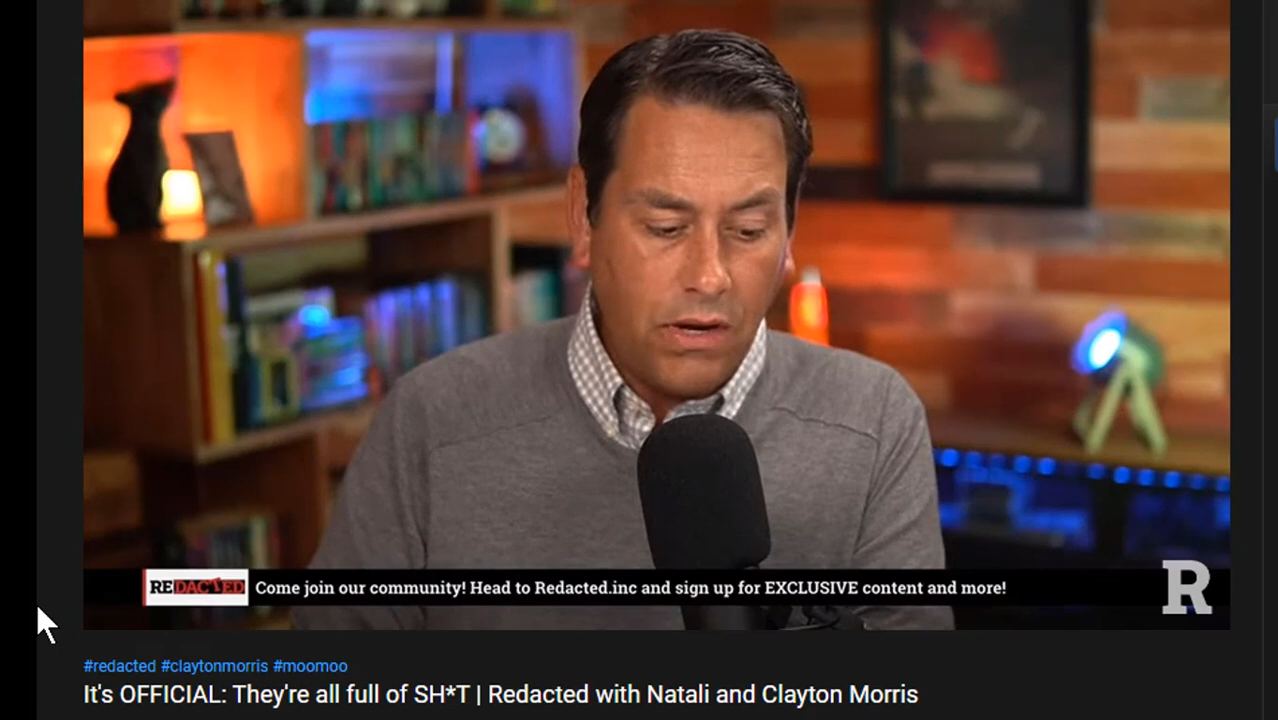 REDACTED Come join our community! Head to Redacted.inc and sign up for EXCLUSIVE content and more!
R
#redacted #claytonmorris #moomoo
It's OFFICIAL: They're all full of SH*T | Redacted with Natali and Clayton Morris